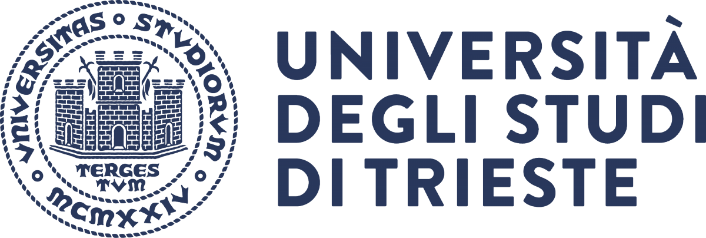 UNIVERSITAS STVDIORVM
TERGES
TVM
MCMXXIV
UNIVERSITÀ
DEGLI STUDI
DI TRIESTE